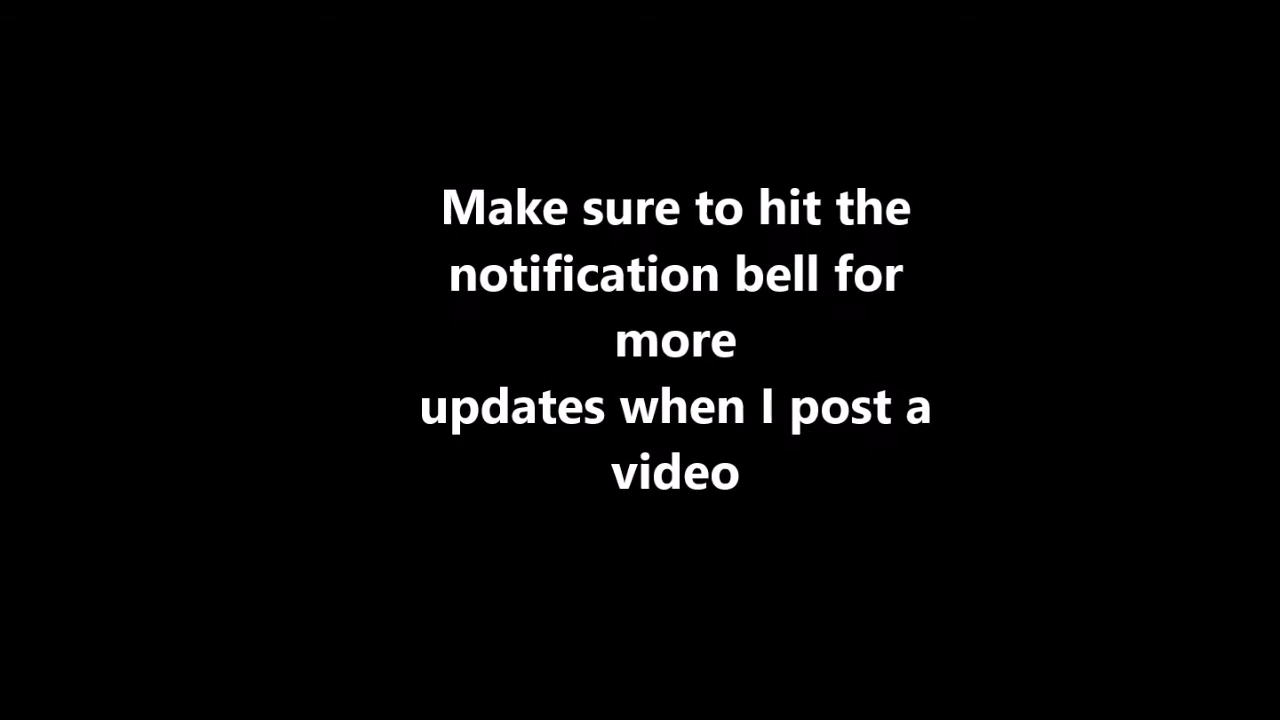 Make sure to hit the
notification bell for
more
updates when I post a
video